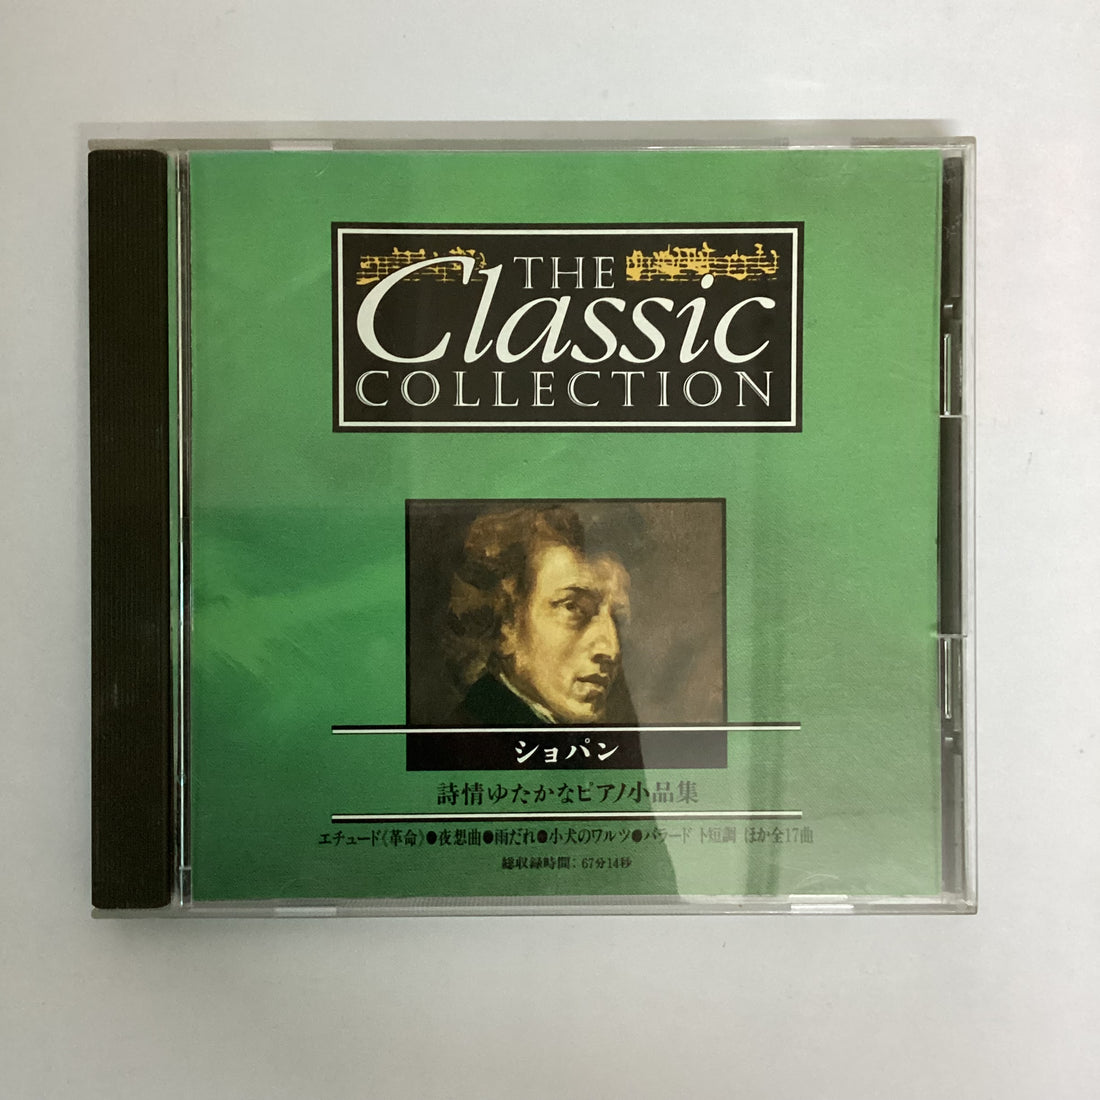 THE
Classic
COLLECTION
ショパン
詩情ゆたかなピアノ小品集
エチュード《革命》●夜想曲●雨だれ●小犬のワルツ●バラード ト短調 ほか全17曲
総収録時間：67分14秒